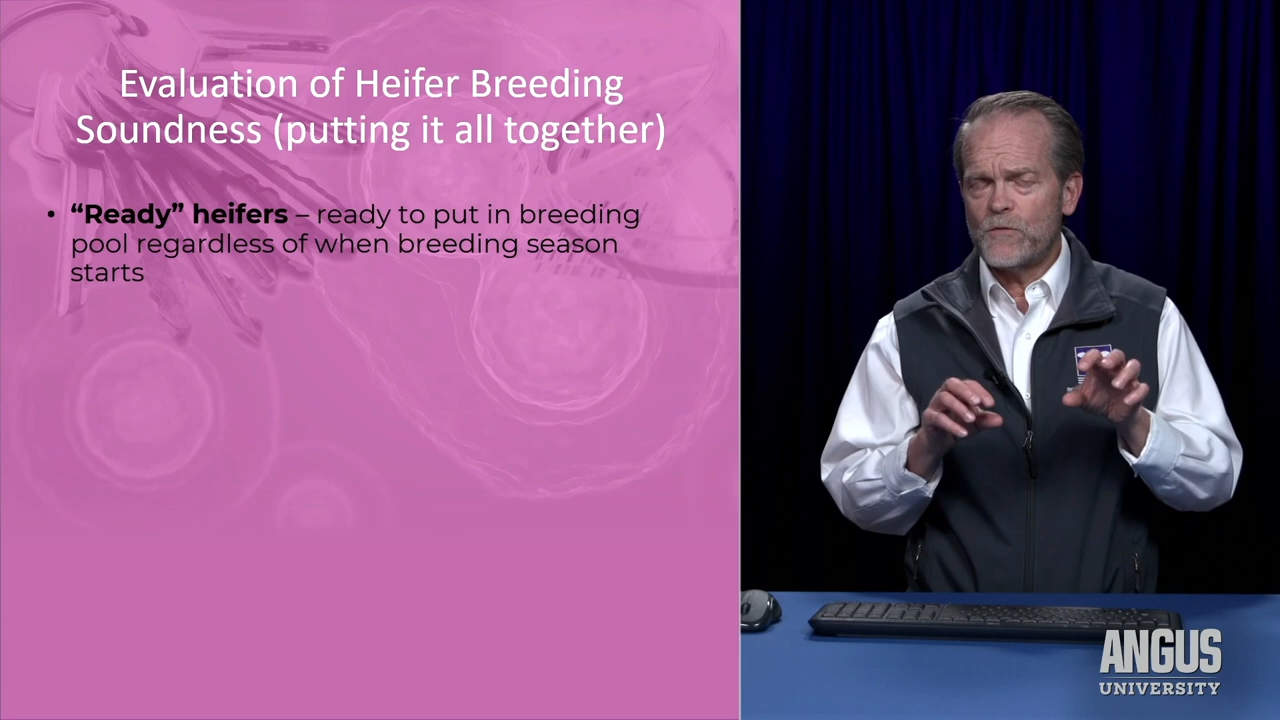 Evaluation of Heifer Breeding
Soundness (putting it all together)
• “Ready” heifers – ready to put in breeding
pool regardless of when breeding season
starts
ANGUS
UNIVERSITY